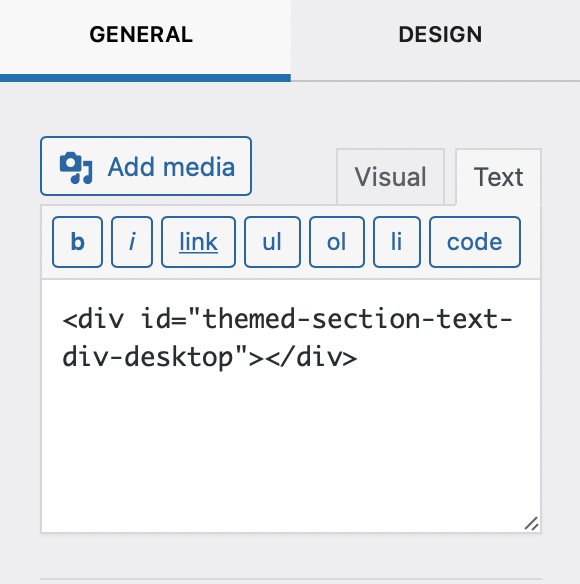 GENERAL DESIGN
Add media
Visual Text
b i link ul ol li code
<div id="themed-section-text-
div-desktop"></div>